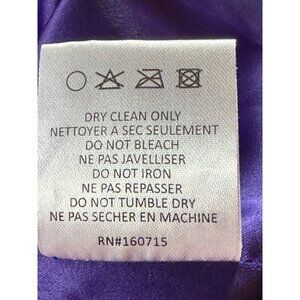 DRY CLEAN ONLY
NETTOYER A SEC SEULEMENT
DO NOT BLEACH
NE PAS JAVELLISER
DO NOT IRON
NE PAS REPASSER
DO NOT TUMBLE DRY
NE PAS SECHER EN MACHINE
RN#160715